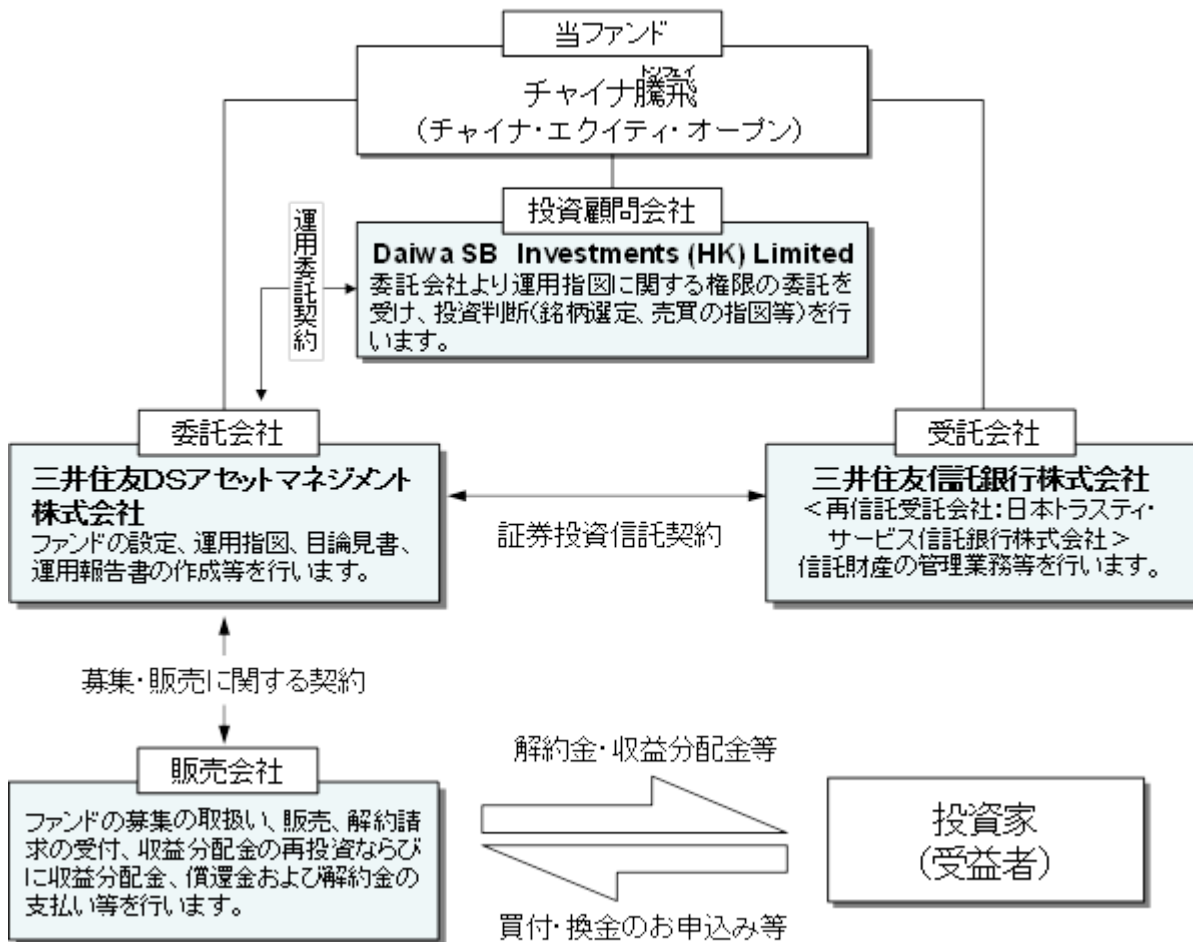 当ファンド
トンフェイ
チャイナ騰飛
(チャイナ・エクイティ・オープン)
投資顧問会社
Daiwa SB Investments (HK) Limited
委託会社より運用指図に関する権限の委託を
受け、投資判断(銘柄選定、売買の指図等)を行
います。
運用委託契約
委託会社
三井住友DSアセットマネジメント
株式会社
ファンドの設定、運用指図、目論見書、
運用報告書の作成等を行います。
証券投資信託契約
受託会社
三井住友信託銀行株式会社
<再信託受託会社:日本トラスティ・
サービス信託銀行株式会社>
信託財産の管理業務等を行います。
募集・販売に関する契約
販売会社
ファンドの募集の取扱い、販売、解約請
求の受付、収益分配金の再投資ならび
に収益分配金、償還金および解約金の
支払い等を行います。
解約金・収益分配金等
買付・換金のお申込み等
投資家
(受益者)